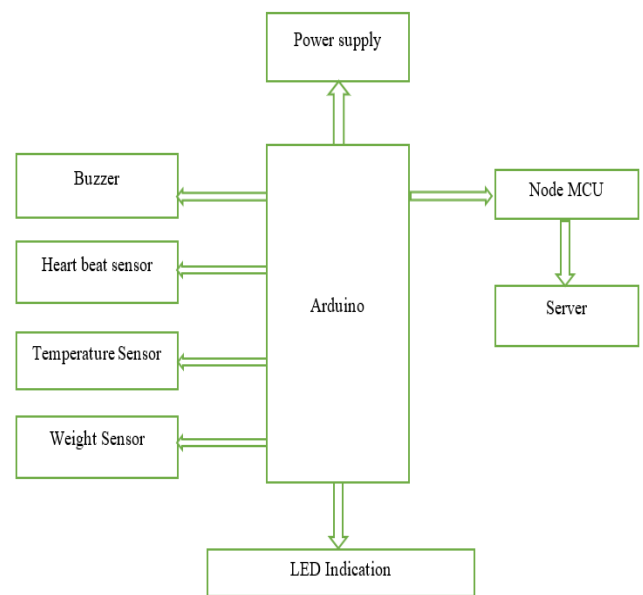 Power supply
Buzzer
Node MCU
Heart beat sensor
Arduino
Server
Temperature Sensor
Weight Sensor
LED Indication